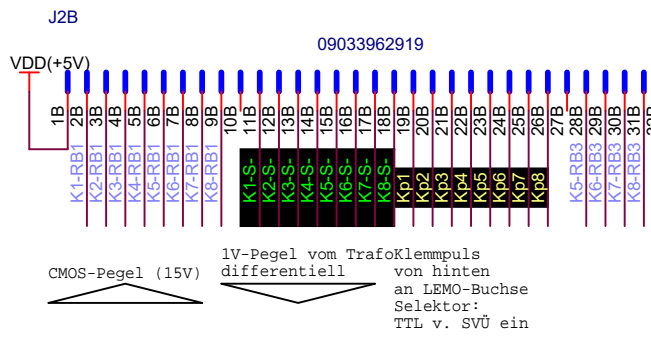 J2B
09033962919
VDD(+5V)
1B
2B
3B
4B
5B
6B
7B
8B
9B
10B
11B
12B
13B
14B
15B
16B
17B
18B
19B
20B
21B
22B
23B
24B
25B
26B
27B
28B
29B
30B
31B
K1-RB1
K2-RB1
K3-RB1
K4-RB1
K5-RB1
K6-RB1
K7-RB1
K8-RB1
K1-S-
K2-S-
K3-S-
K4-S-
K5-S-
K6-S-
K7-S-
K8-S-
Kp1
Kp2
Kp3
Kp4
Kp5
Kp6
Kp7
Kp8
K5-RB3
K6-RB3
K7-RB3
K8-RB3
CMOS-Pegel (15V)
1V-Pegel vom Trafo
differentiell
Klemmpuls
von hinten
an LEMO-Buchse
Selektor:
TTL v. SVÜ ein